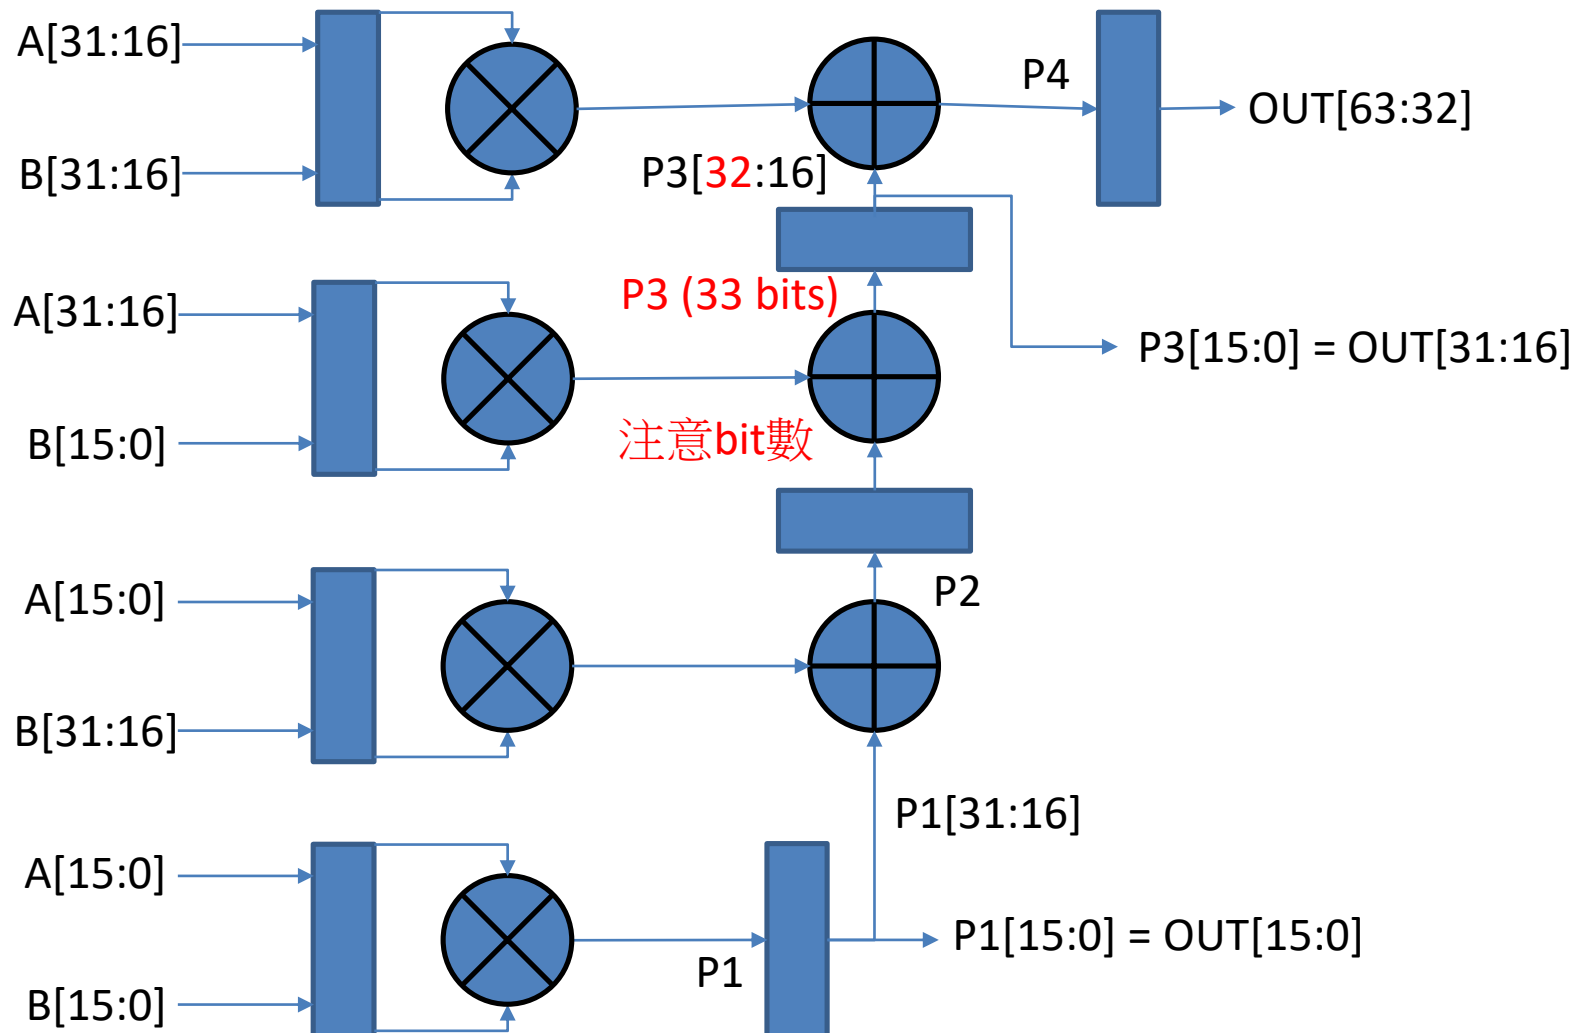 A[31:16]
P4
OUT[63:32]
B[31:16]
P3[32:16]
A[31:16]
P3 (33 bits)
P3[15:0] = OUT[31:16]
B[15:0]
注意bit數
A[15:0]
P2
B[31:16]
P1[31:16]
A[15:0]
P1[15:0] = OUT[15:0]
P1
B[15:0]